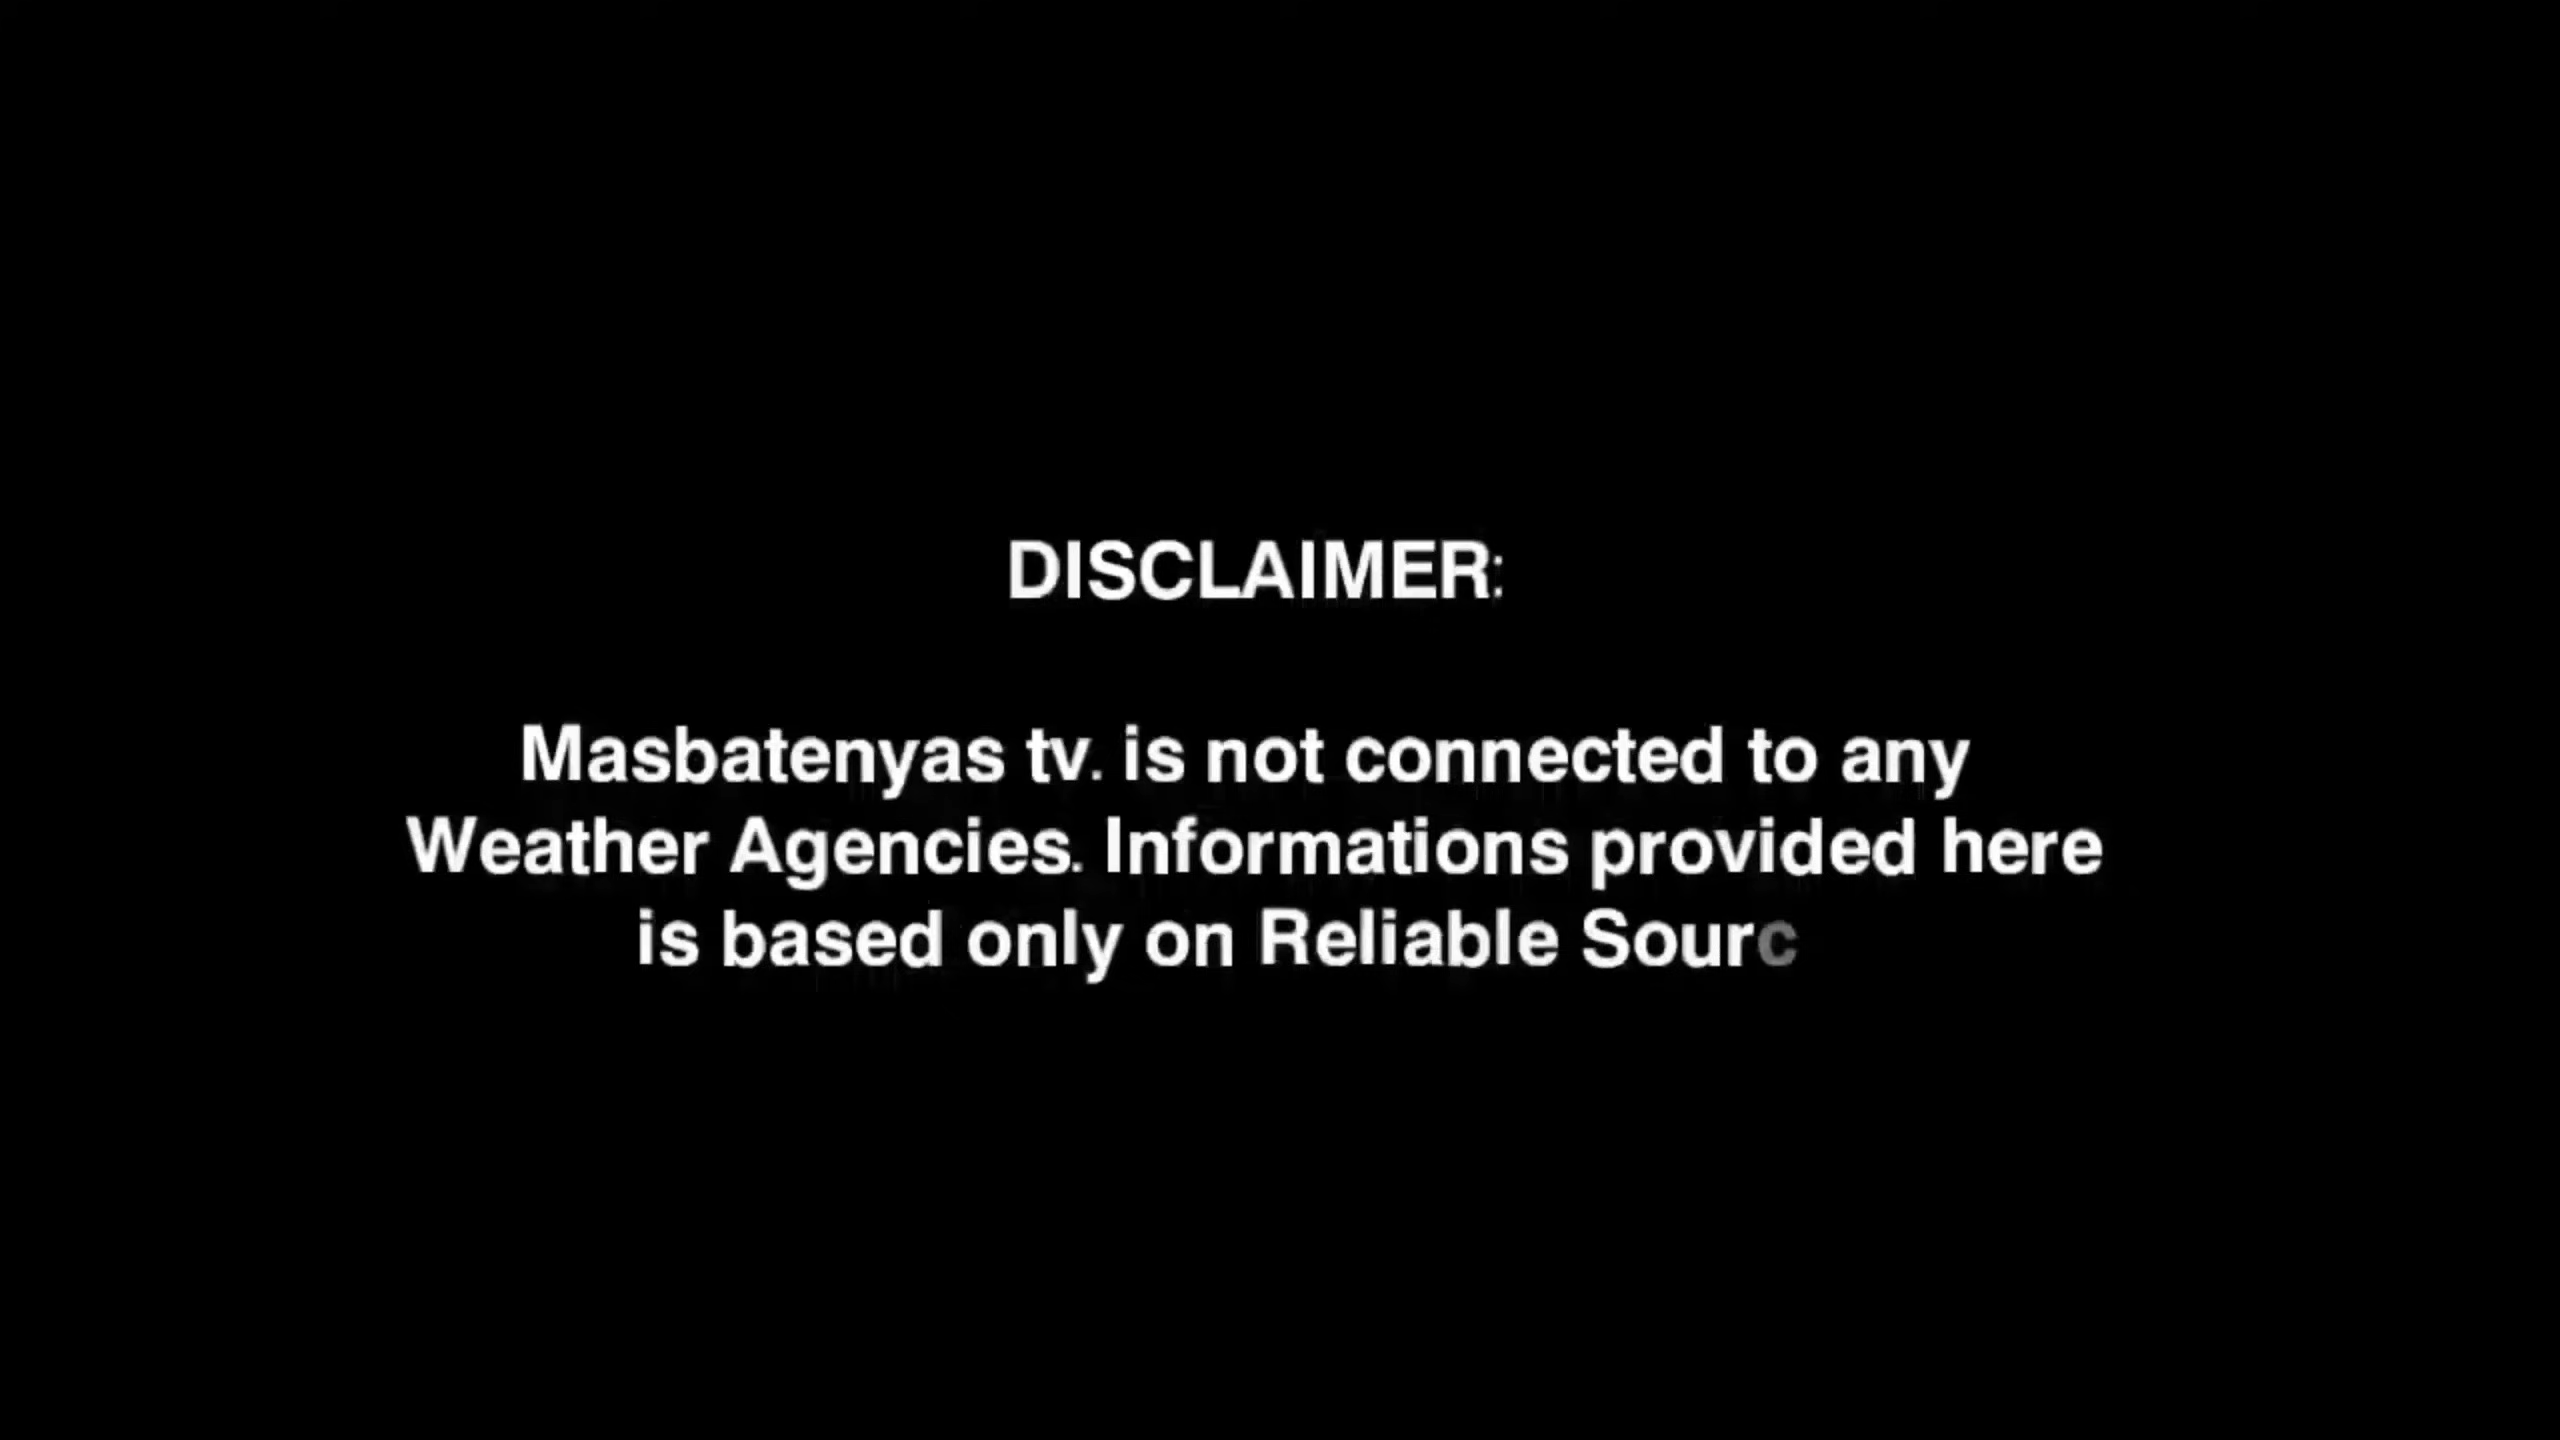 DISCLAIMER:
Masbatenyas tv. is not connected to any
Weather Agencies. Informations provided here
is based only on Reliable Sourc